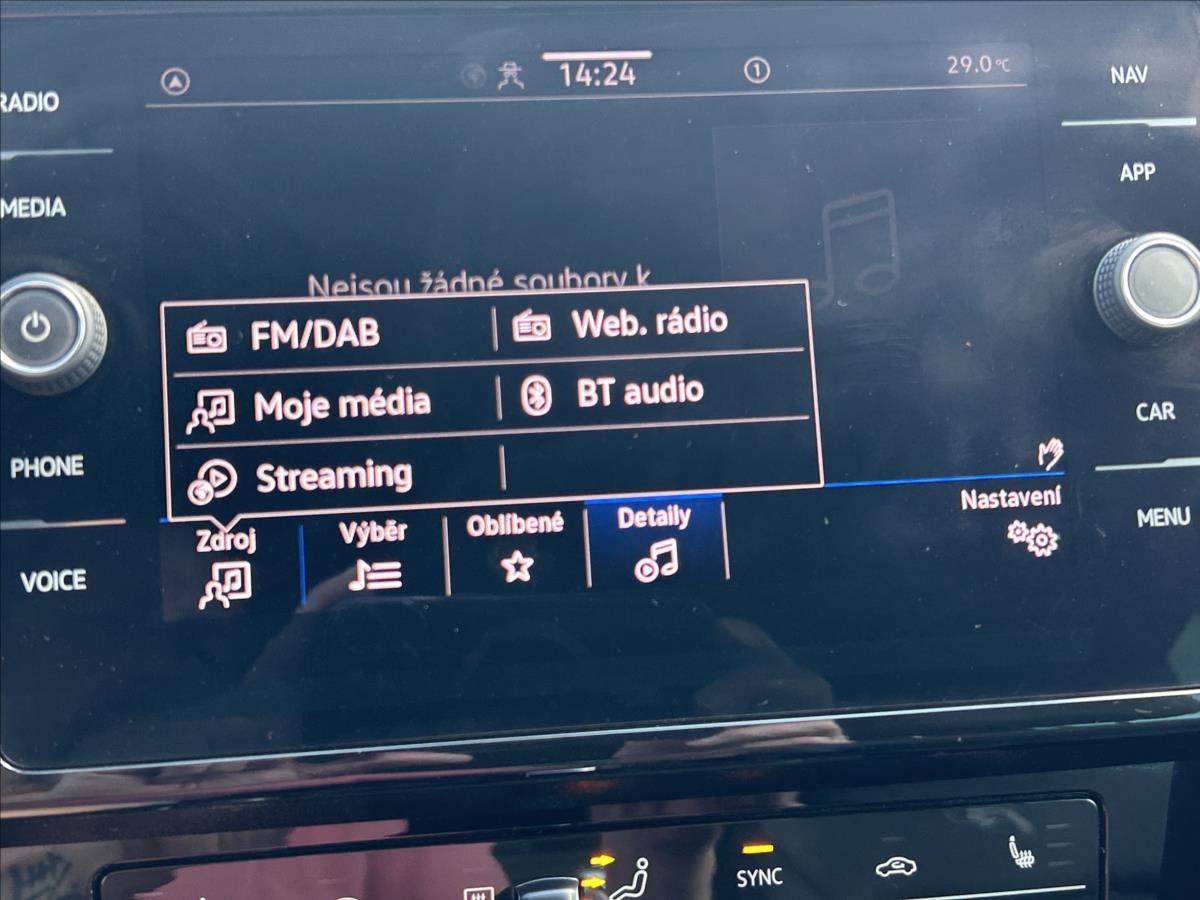 14:24
1
29.0°C
NAV
RADIO
APP
MEDIA
Nejsou žádné soubory k
FM/DAB
Web. rádio
Moje média
BT audio
CAR
PHONE
Streaming
Nastavení
MENU
Zdroj
Výběr
Oblíbené
Detaily
VOICE
SYNC